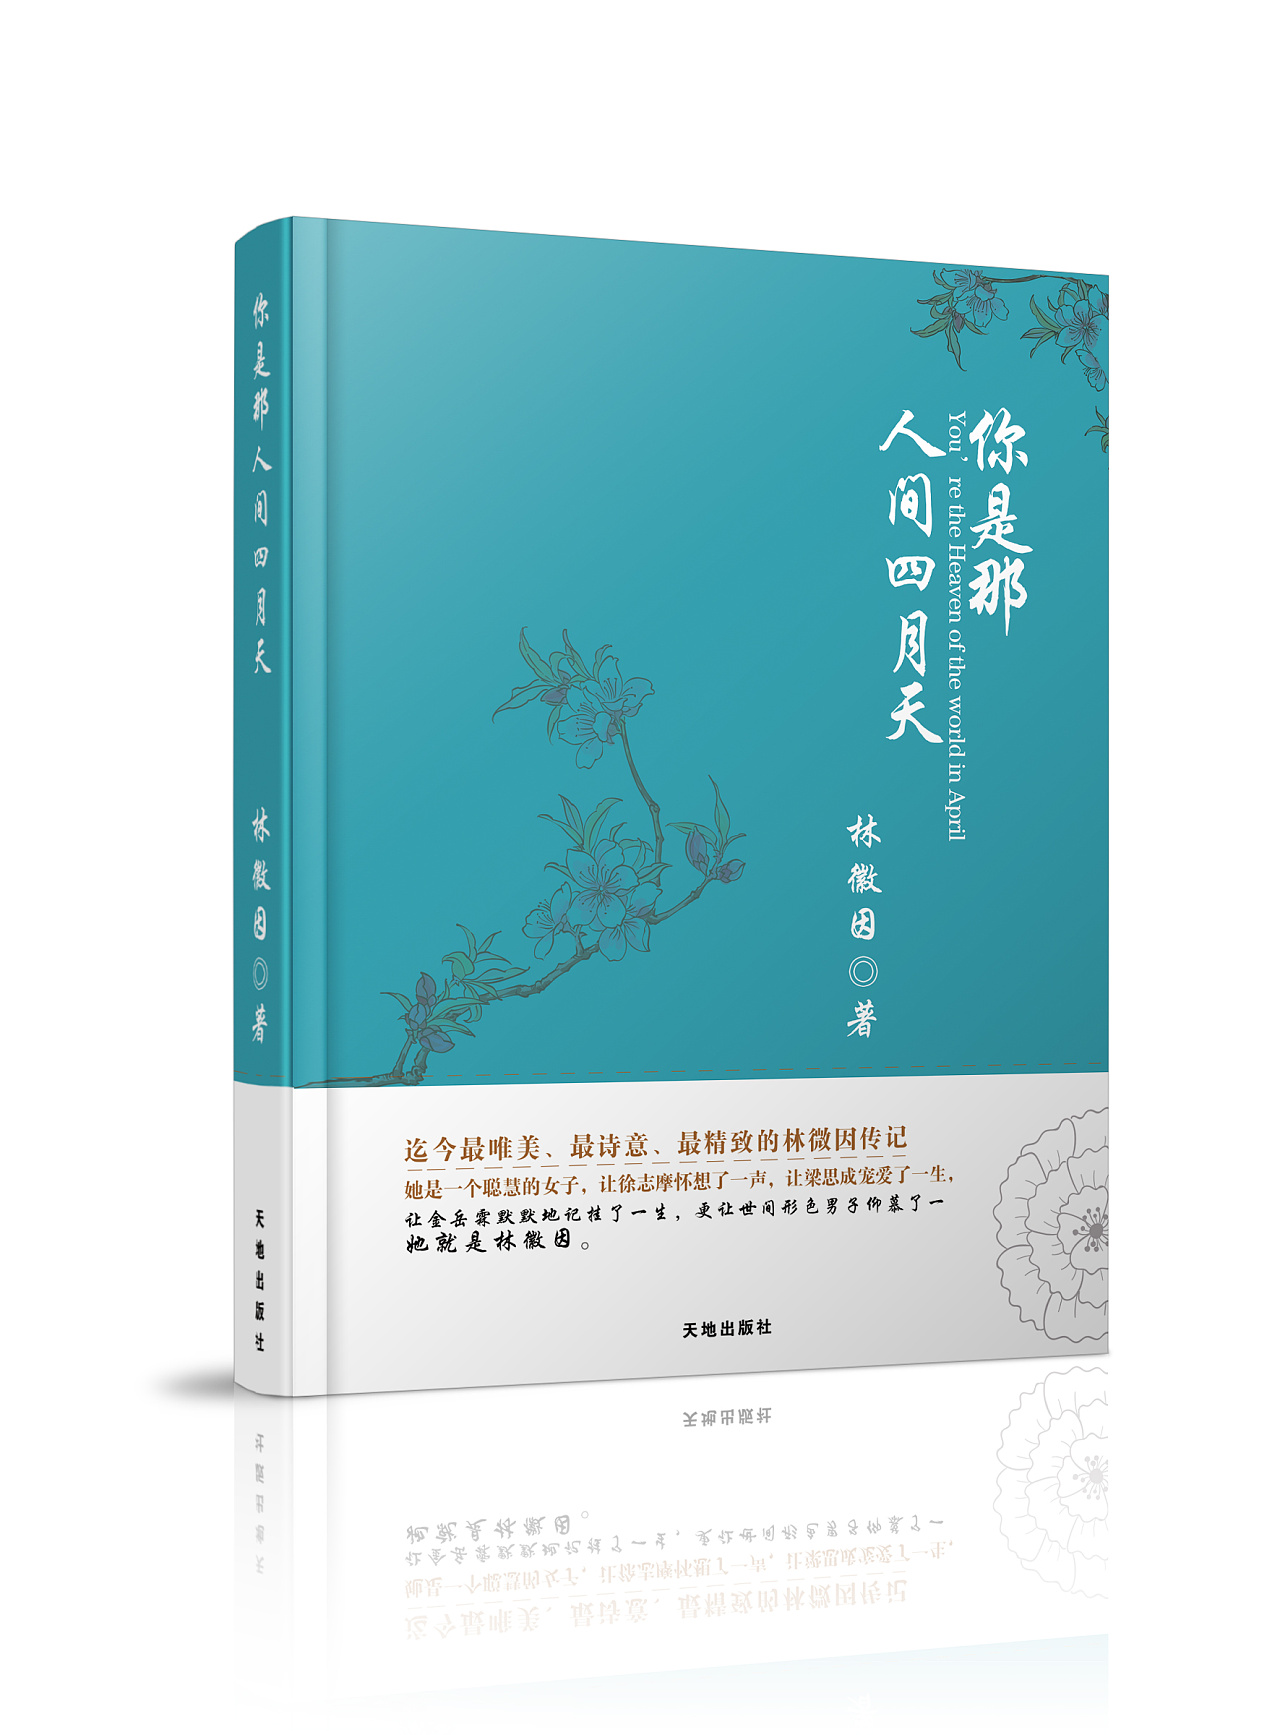 你是那人间四月天
林徽因◎著
天地出版社
你是那
You’re the Heaven of the world in April
人间四月天
林徽因◎著
迄今最唯美、最诗意、最精致的林微因传记
她是一个聪慧的女子，让徐志摩怀想了一声，让梁思成宠爱了一生，
让金岳霖默默地记挂了一生，更让世间形色男子仰慕了一
她就是林徽因。
天地出版社